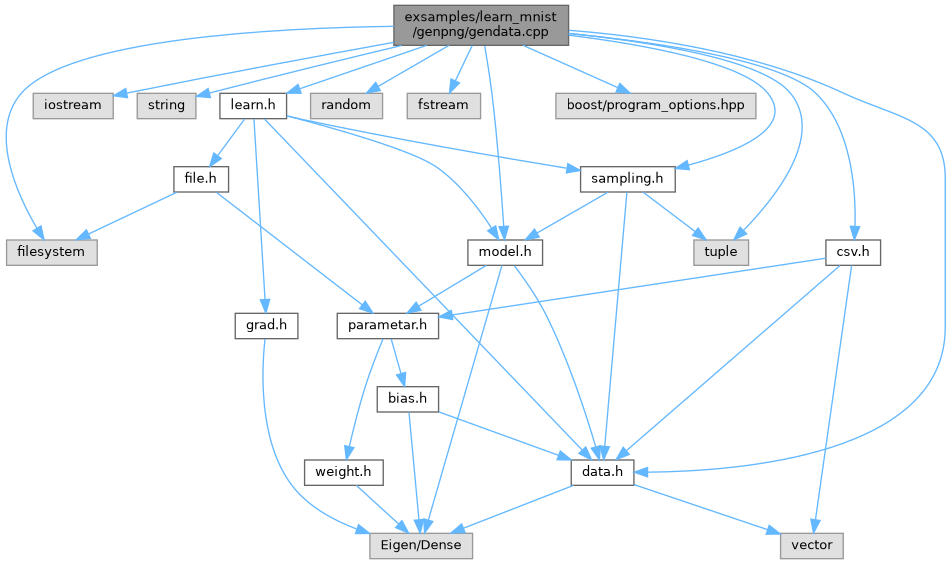 exsamples/learn_mnist
/genpng/gendata.cpp
iostream
string
learn.h
random
fstream
boost/program_options.hpp
file.h
sampling.h
filesystem
model.h
tuple
csv.h
grad.h
parametar.h
bias.h
weight.h
data.h
Eigen/Dense
vector